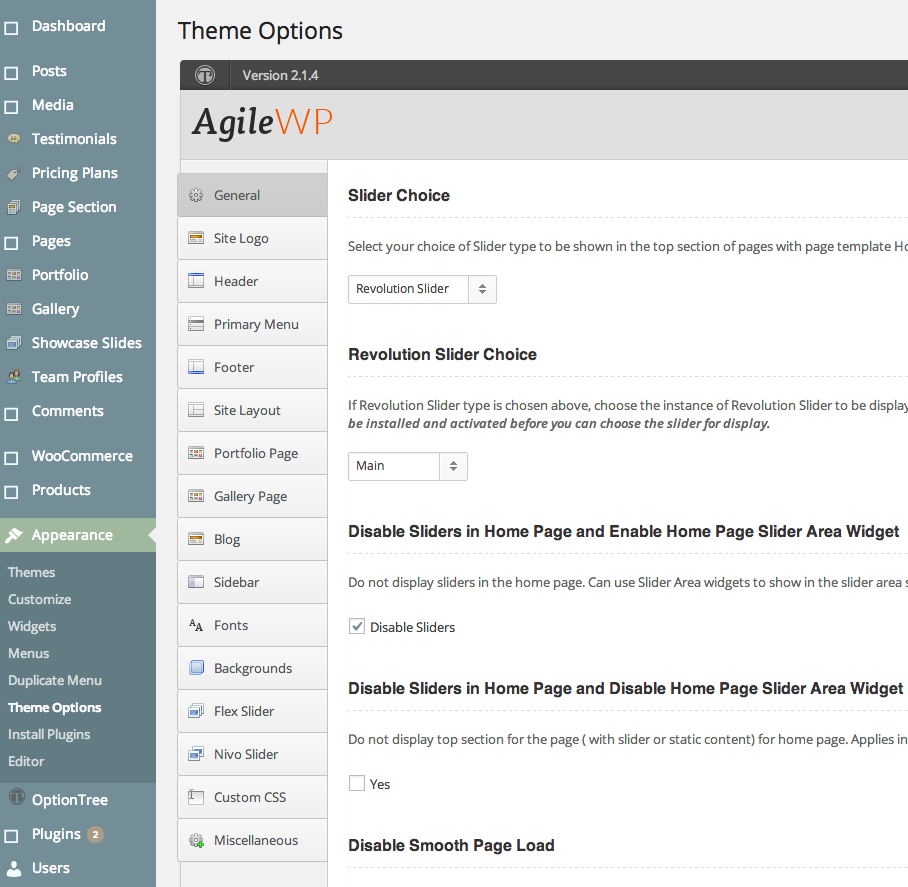 Dashboard
Posts
Media
Testimonials
Pricing Plans
Page Section
Pages
Portfolio
Gallery
Showcase Slides
Team Profiles
Comments
WooCommerce
Products
Appearance
Themes
Customize
Widgets
Menus
Duplicate Menu
Theme Options
Install Plugins
Editor
OptionTree
Plugins 2
Users
Theme Options
Version 2.1.4
AgileWP
General
Site Logo
Header
Primary Menu
Footer
Site Layout
Portfolio Page
Gallery Page
Blog
Sidebar
Fonts
Backgrounds
Flex Slider
Nivo Slider
Custom CSS
Miscellaneous
Slider Choice
Select your choice of Slider type to be shown in the top section of pages with page template Ho
Revolution Slider
Revolution Slider Choice
If Revolution Slider type is chosen above, choose the instance of Revolution Slider to be display
be installed and activated before you can choose the slider for display.
Main
Disable Sliders in Home Page and Enable Home Page Slider Area Widget
Do not display sliders in the home page. Can use Slider Area widgets to show in the slider area s
Disable Sliders
Disable Sliders in Home Page and Disable Home Page Slider Area Widget
Do not display top section for the page ( with slider or static content) for home page. Applies in
Yes
Disable Smooth Page Load